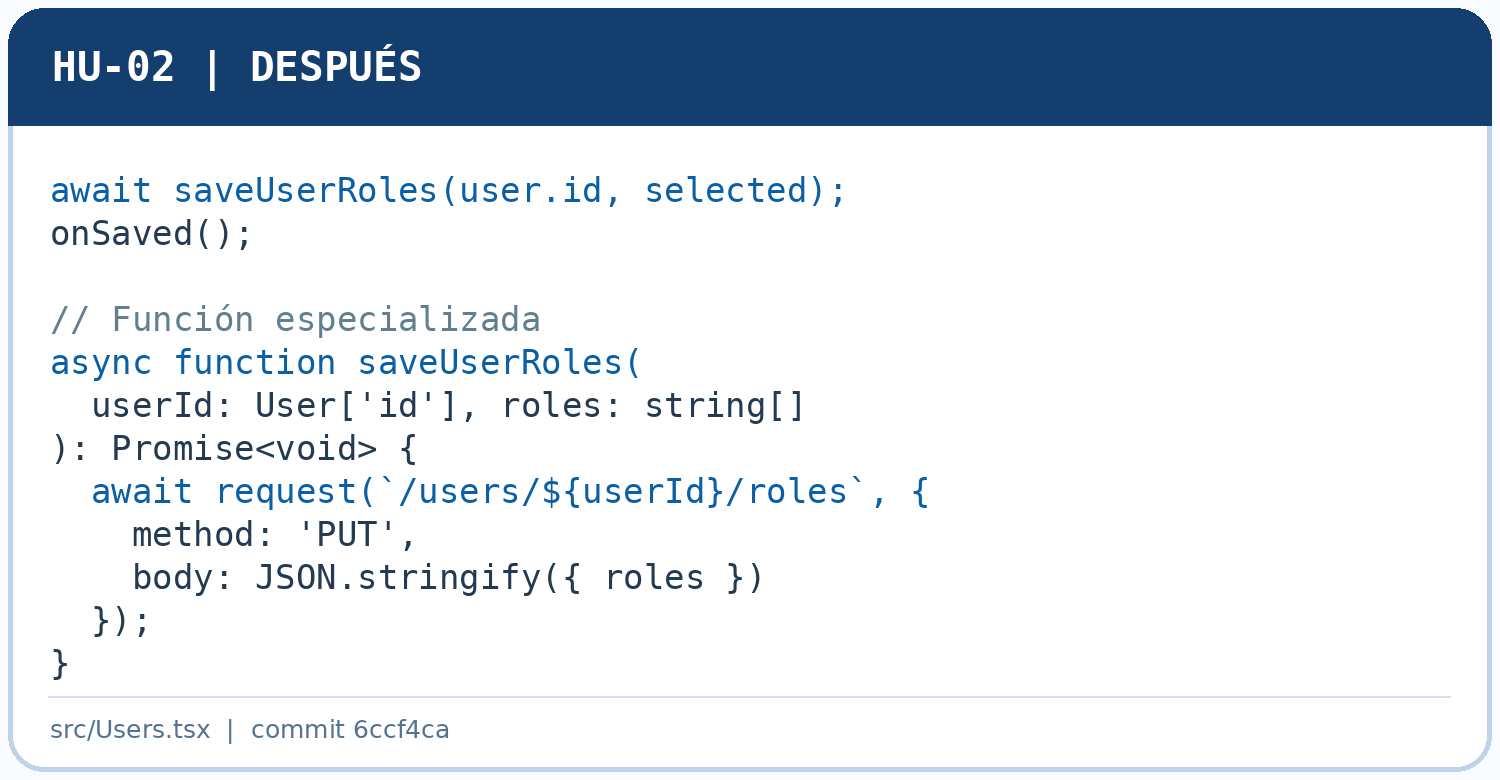 HU-02 | DESPUÉS
await saveUserRoles(user.id, selected);
onSaved();
// Función especializada
async function saveUserRoles(
  userId: User['id'], roles: string[]
): Promise<void> {
  await request(`/users/${userId}/roles`, {
    method: 'PUT',
    body: JSON.stringify({ roles })
  });
}
src/Users.tsx | commit 6ccf4ca